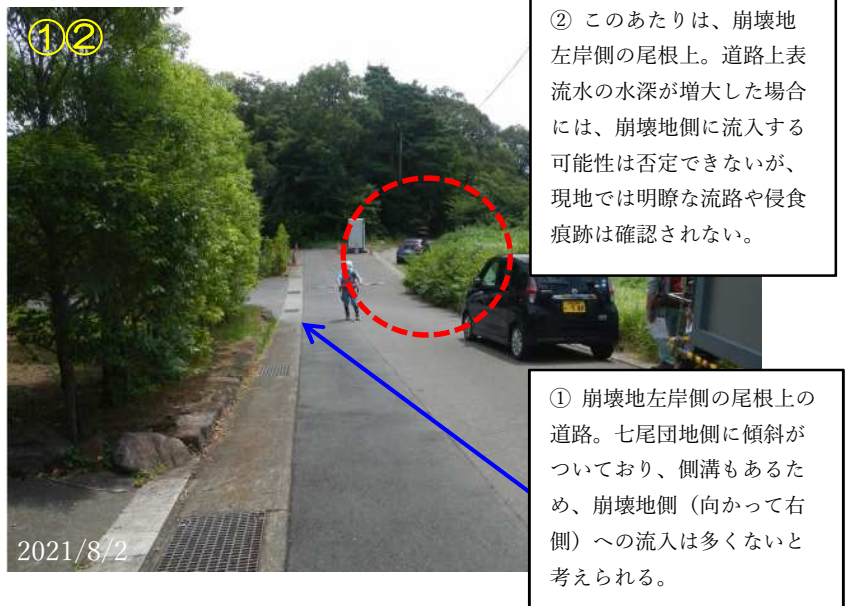 ①②
② このあたりは、崩壊地
左岸側の尾根上。道路上表
流水の水深が増大した場合
には、崩壊地側に流入する
可能性は否定できないが、
現地では明瞭な流路や侵食
痕跡は確認されない。
① 崩壊地左岸側の尾根上の
道路。七尾団地側に傾斜が
ついており、側溝もあるた
め、崩壊地側（向かって右
側）への流入は多くないと
考えられる。
2021/8/2